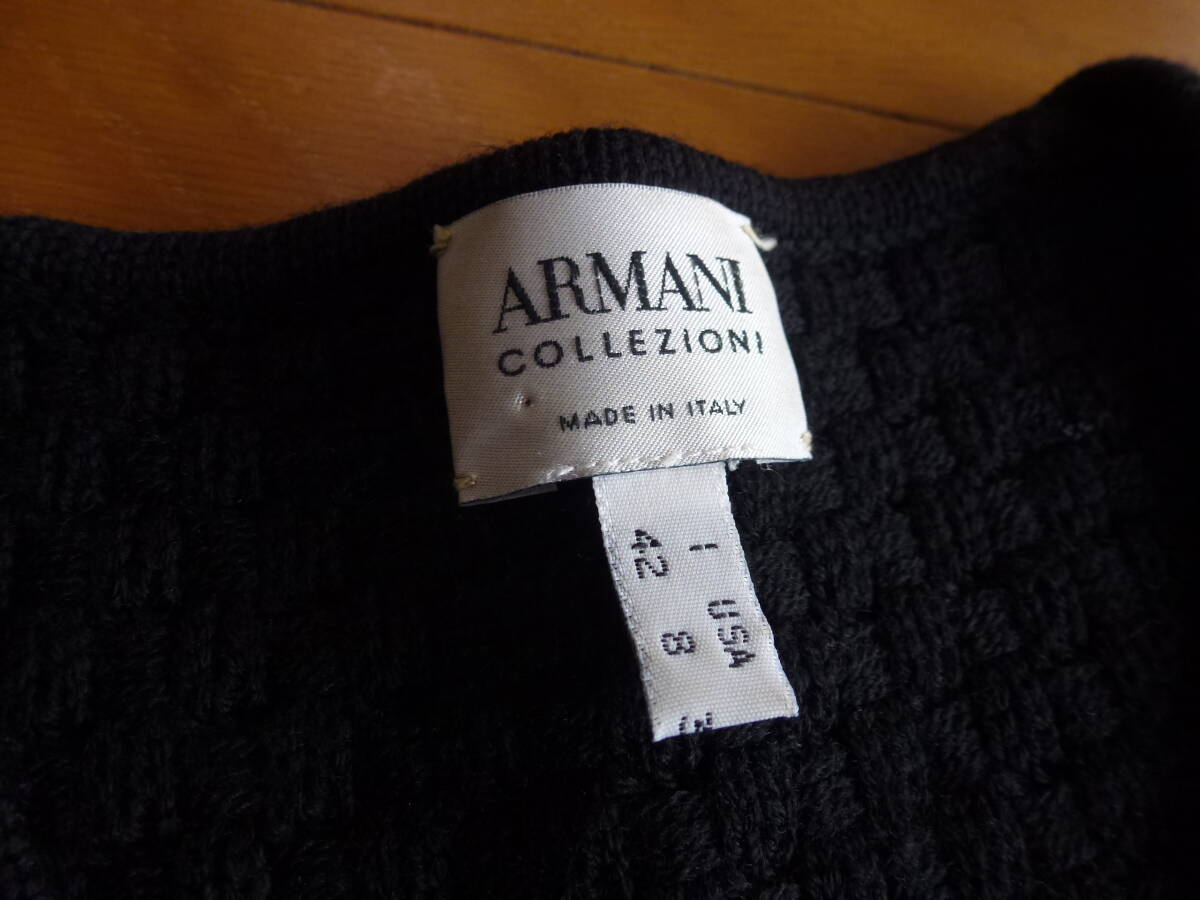 ARMANI
COLLEZIONI
MADE IN ITALY
I USA
42 8